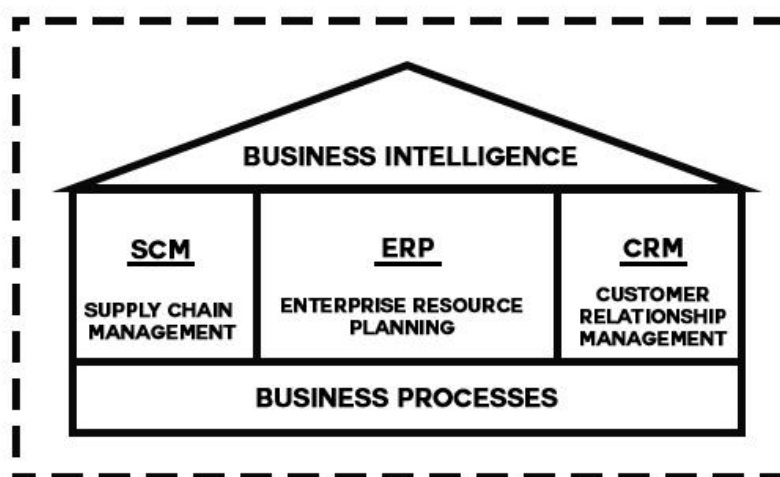 BUSINESS INTELLIGENCE
SCM
SUPPLY CHAIN
MANAGEMENT
ERP
ENTERPRISE RESOURCE
PLANNING
CRM
CUSTOMER
RELATIONSHIP
MANAGEMENT
BUSINESS PROCESSES